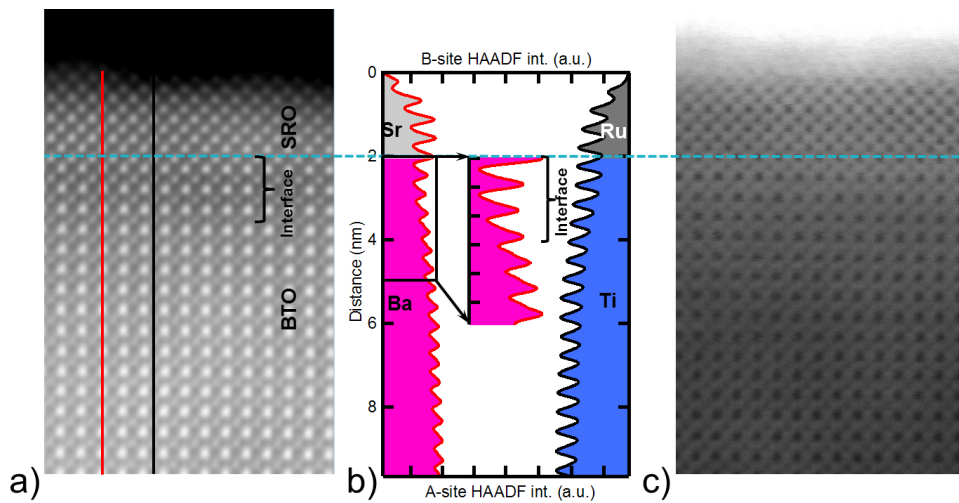 SRO
Interface
BTO
a)
B-site HAADF int. (a.u.)
0
2
4
6
8
Distance (nm)
Sr
Ru
Interface
Ba
Ti
A-site HAADF int. (a.u.)
b)
c)